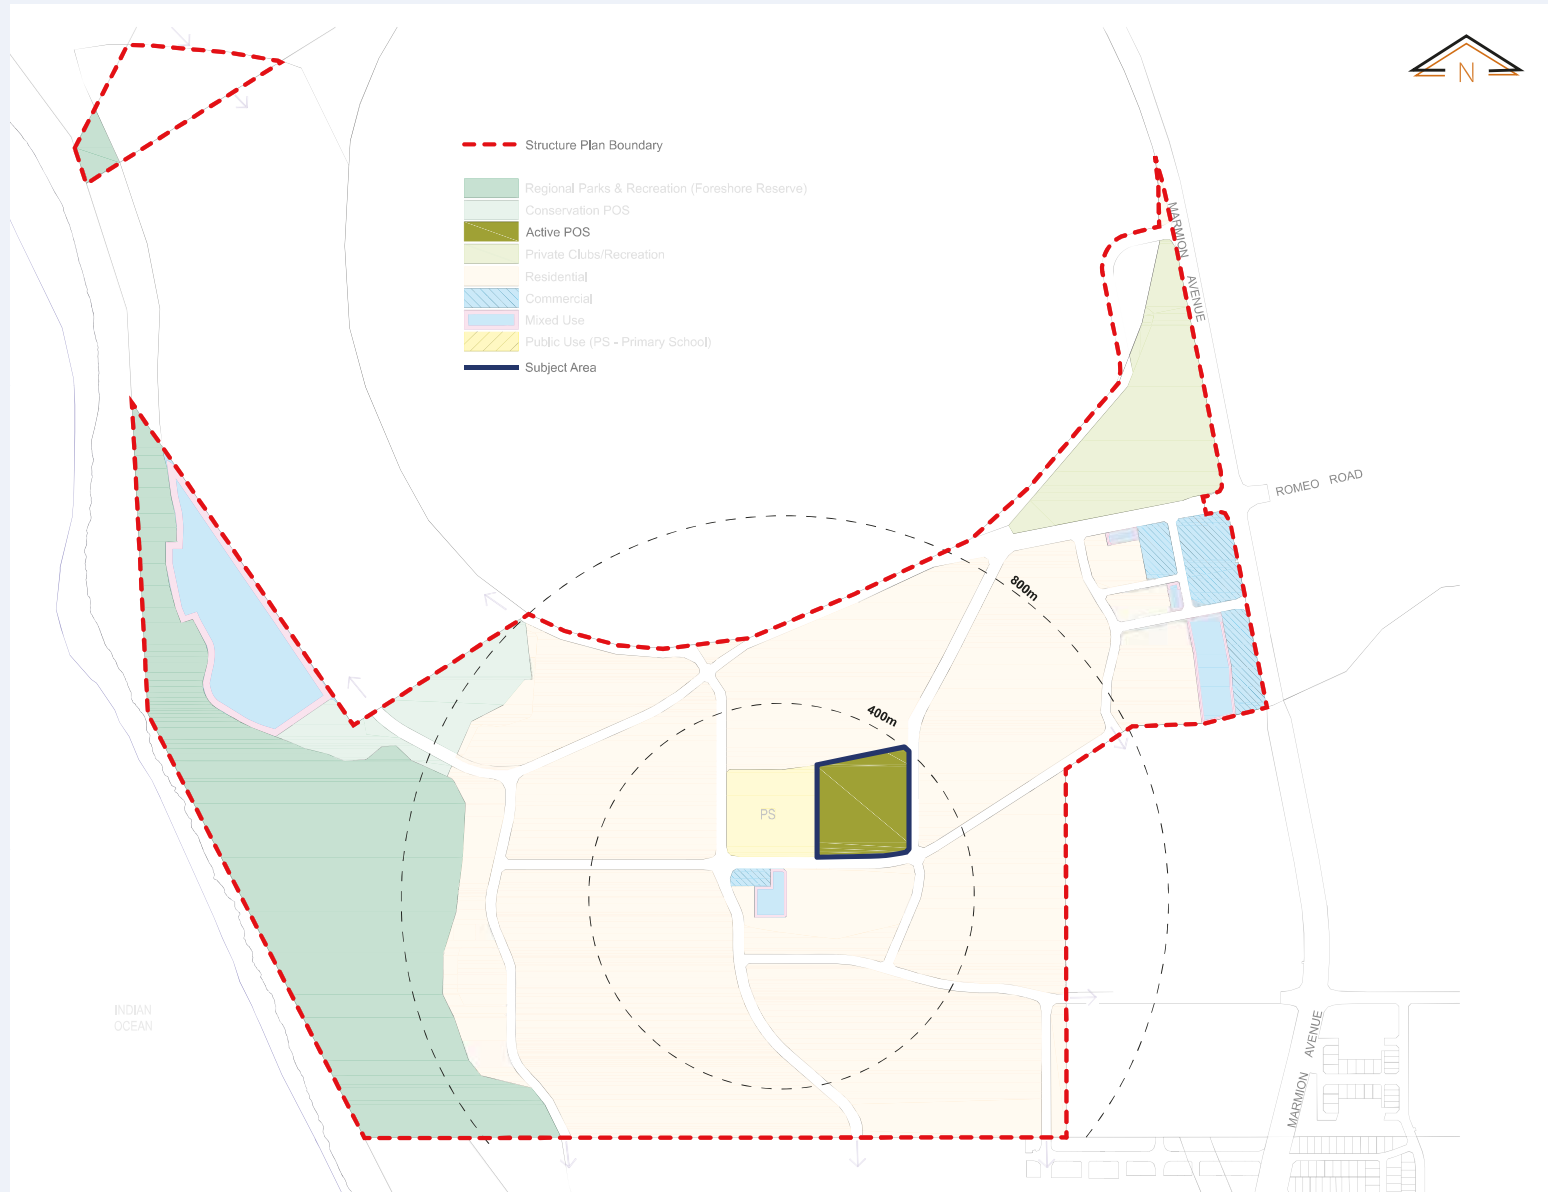 N
Structure Plan Boundary
Regional Parks & Recreation (Foreshore Reserve)
Conservation POS
Active POS
Private Clubs/Recreation
Residential
Commercial
Mixed Use
Public Use (PS - Primary School)
Subject Area
MARMION AVENUE
ROMEO ROAD
800m
400m
PS
INDIAN
OCEAN
MARMION AVENUE